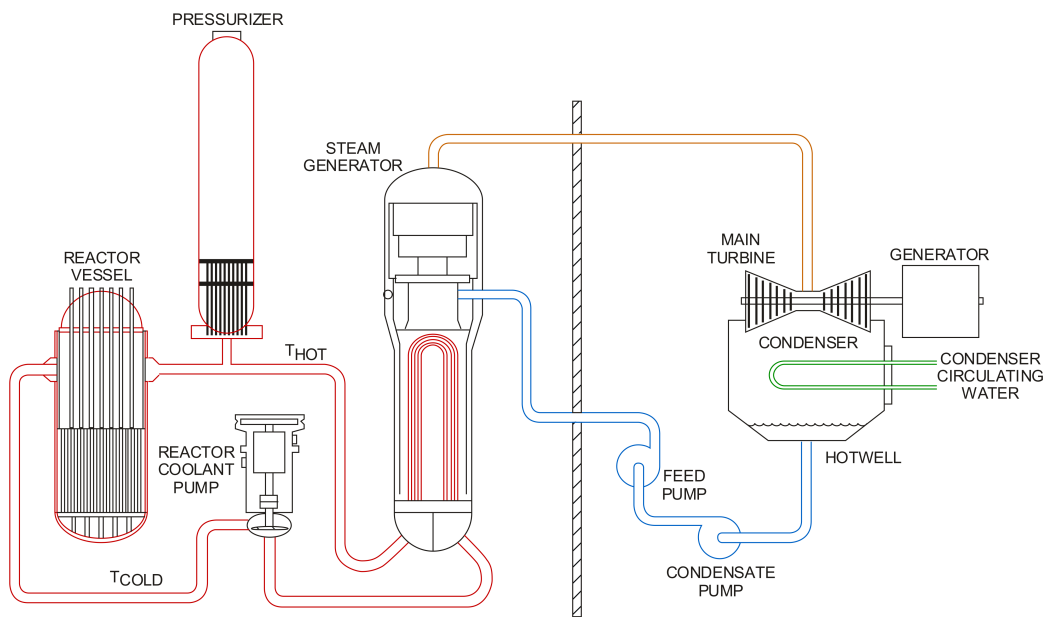 PRESSURIZER
STEAM
GENERATOR
REACTOR
VESSEL
MAIN
TURBINE
GENERATOR
THOT
CONDENSER
CONDENSER
CIRCULATING
WATER
REACTOR
COOLANT
PUMP
HOTWELL
FEED
PUMP
TCOLD
CONDENSATE
PUMP